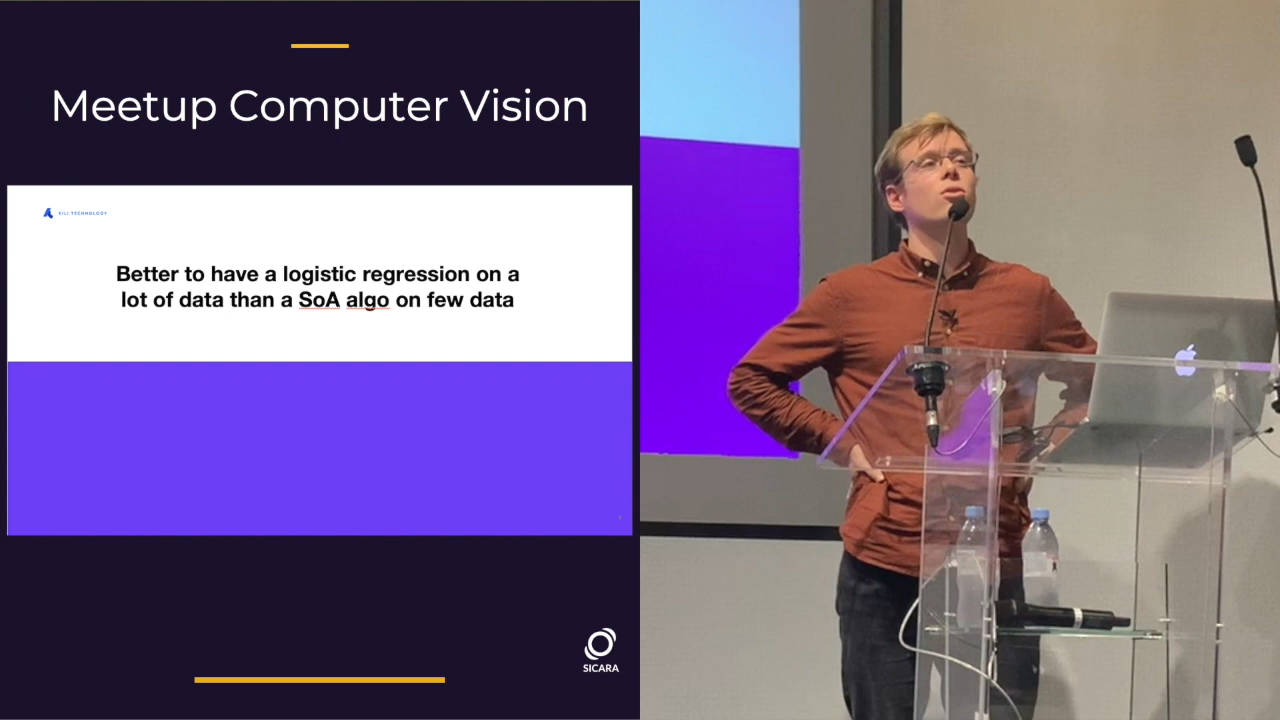 Meetup Computer Vision
KILI TECHNOLOGY
Better to have a logistic regression on a
lot of data than a SoA algo on few data
SICARA